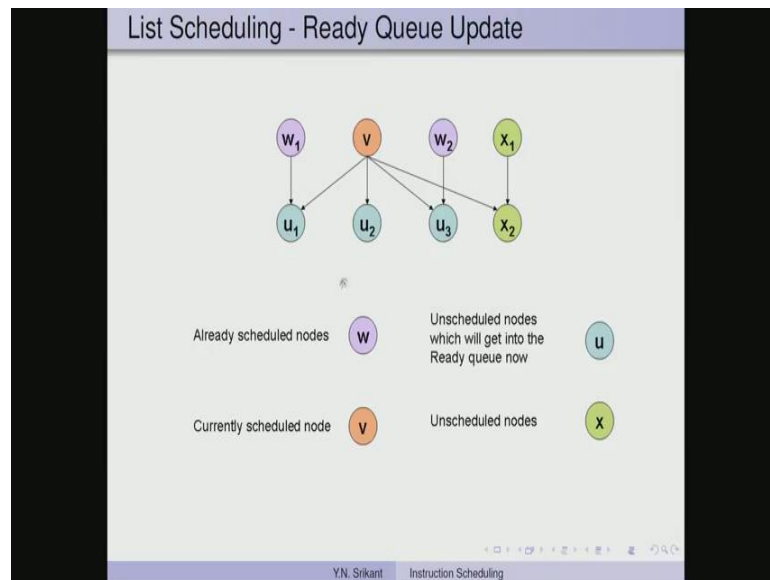 List Scheduling - Ready Queue Update
w1 v w2 x1
u1 u2 u3 x2
Already scheduled nodes w
Unscheduled nodes
which will get into the
Ready queue now
u
Currently scheduled node v
Unscheduled nodes x
Y.N. Srikant Instruction Scheduling